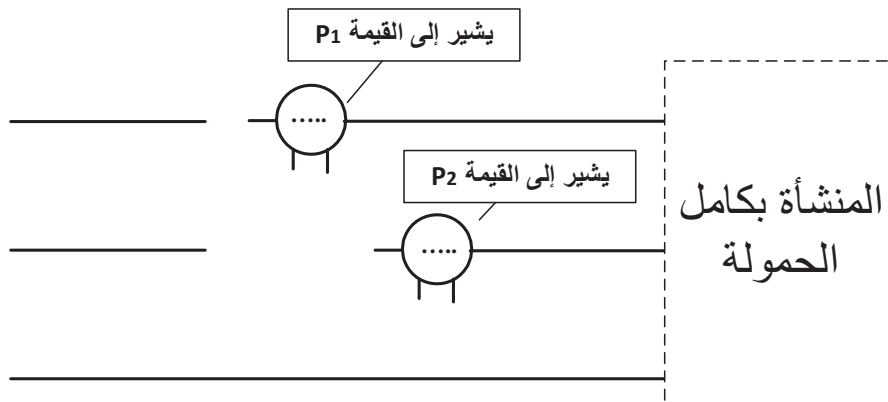 يشير إلى القيمة P1
.....
يشير إلى القيمة P2
.....
المنشأة بكامل
الحمولة